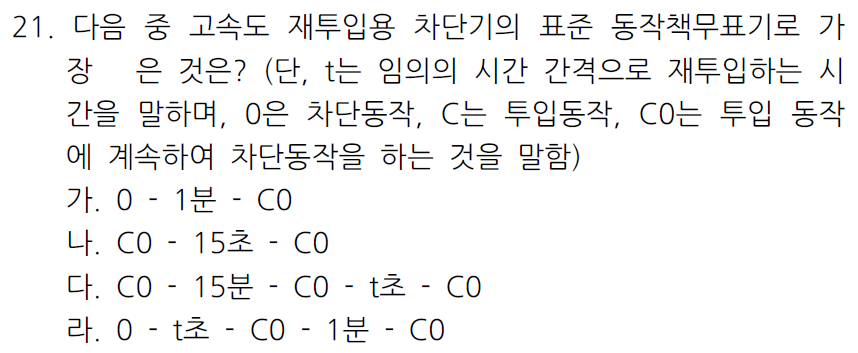 21. 다음 중 고속도 재투입용 차단기의 표준 동작책무표기로 가
장 은 것은? (단, t는 임의의 시간 간격으로 재투입하는 시
간을 말하며, 0은 차단동작, C는 투입동작, C0는 투입 동작
에 계속하여 차단동작을 하는 것을 말함)
가. 0 - 1분 - C0
나. C0 - 15초 - C0
다. C0 - 15분 - C0 - t초 - C0
라. 0 - t초 - C0 - 1분 - C0